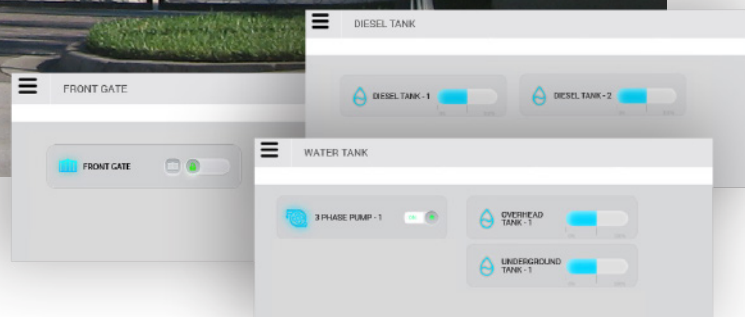 DIESEL TANK
DIESEL TANK - 1
DIESEL TANK - 2
FRONT GATE
FRONT GATE
WATER TANK
3 PHASE PUMP - 1
ON
OVERHEAD
TANK - 1
UNDERGROUND
TANK - 1